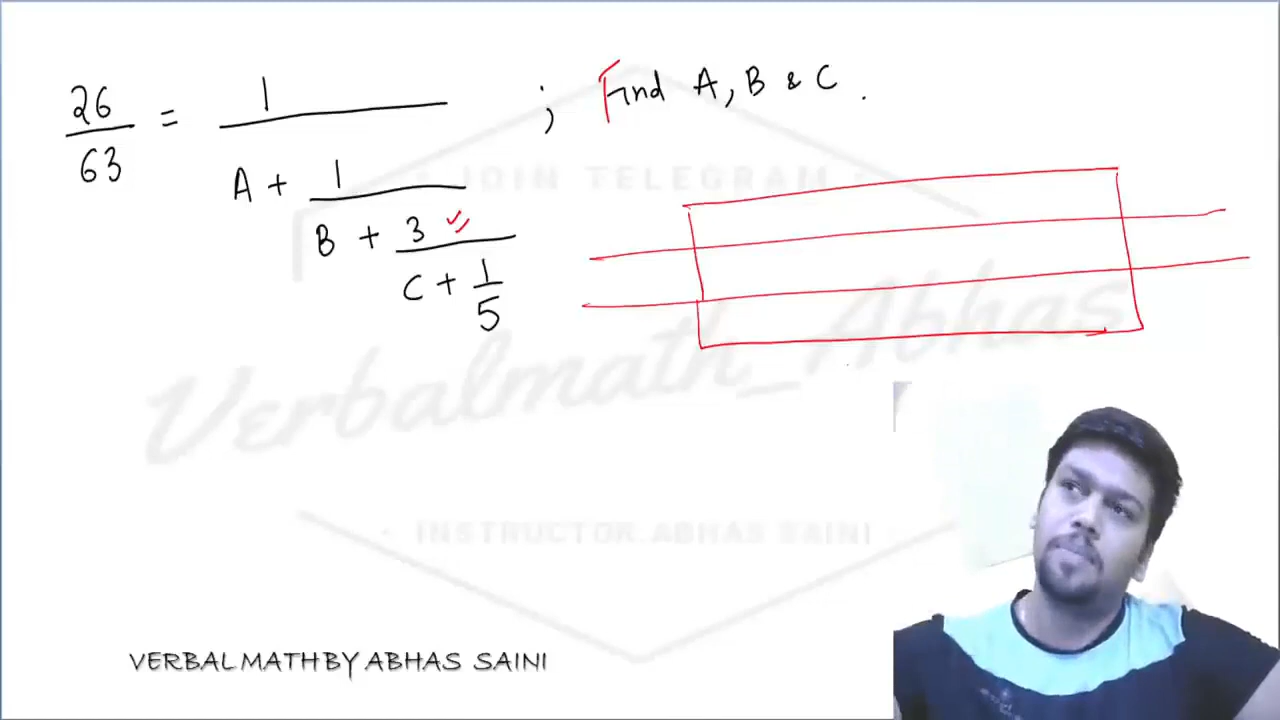 26/63 = 1/(A + 1/(B + 3/(C + 1/5))) ; Find A, B & C .
JOIN TELEGRAM
Verbalmath_Abhas
INSTRUCTOR ABHAS SAINI
VERBAL MATH BY ABHAS SAINI